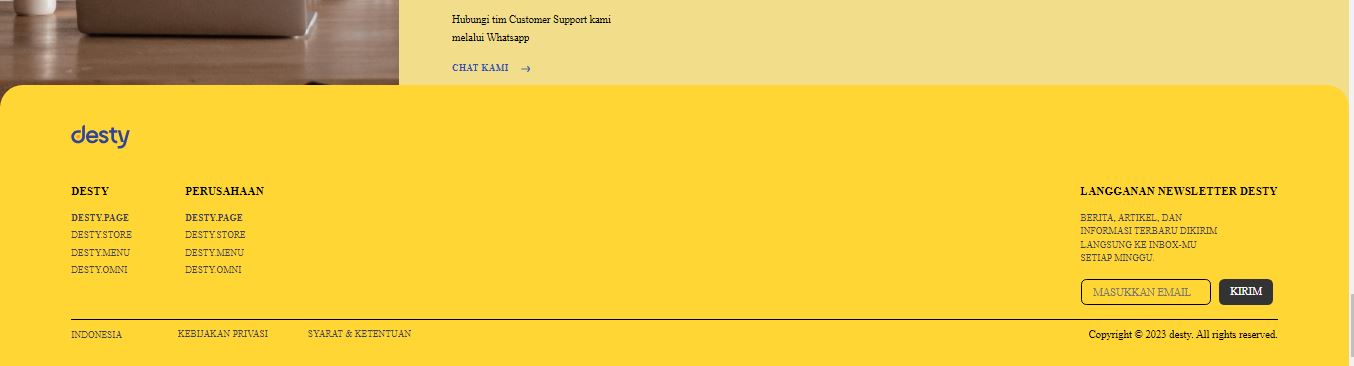 Hubungi tim Customer Support kami
melalui Whatsapp
CHAT KAMI →
desty
DESTY
DESTY.PAGE
DESTY.STORE
DESTY.MENU
DESTY.OMNI
PERUSAHAAN
DESTY.PAGE
DESTY.STORE
DESTY.MENU
DESTY.OMNI
LANGGANAN NEWSLETTER DESTY
BERITA, ARTIKEL, DAN
INFORMASI TERBARU DIKIRIM
LANGSUNG KE INBOX-MU
SETIAP MINGGU.
MASUKKAN EMAIL
KIRIM
INDONESIA
KEBIJAKAN PRIVASI
SYARAT & KETENTUAN
Copyright © 2023 desty. All rights reserved.